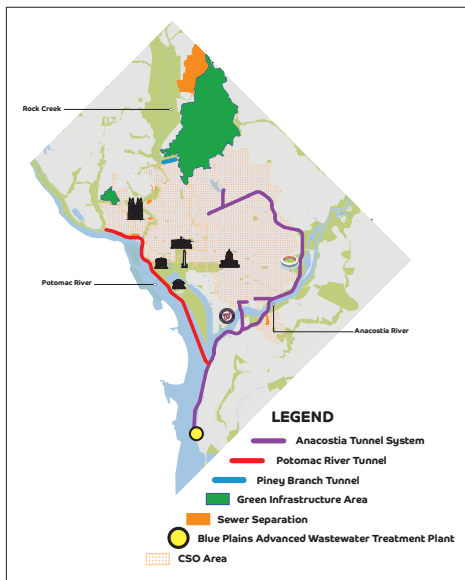 Rock Creek
Potomac River
Anacostia River
LEGEND
Anacostia Tunnel System
Potomac River Tunnel
Piney Branch Tunnel
Green Infrastructure Area
Sewer Separation
Blue Plains Advanced Wastewater Treatment Plant
CSO Area